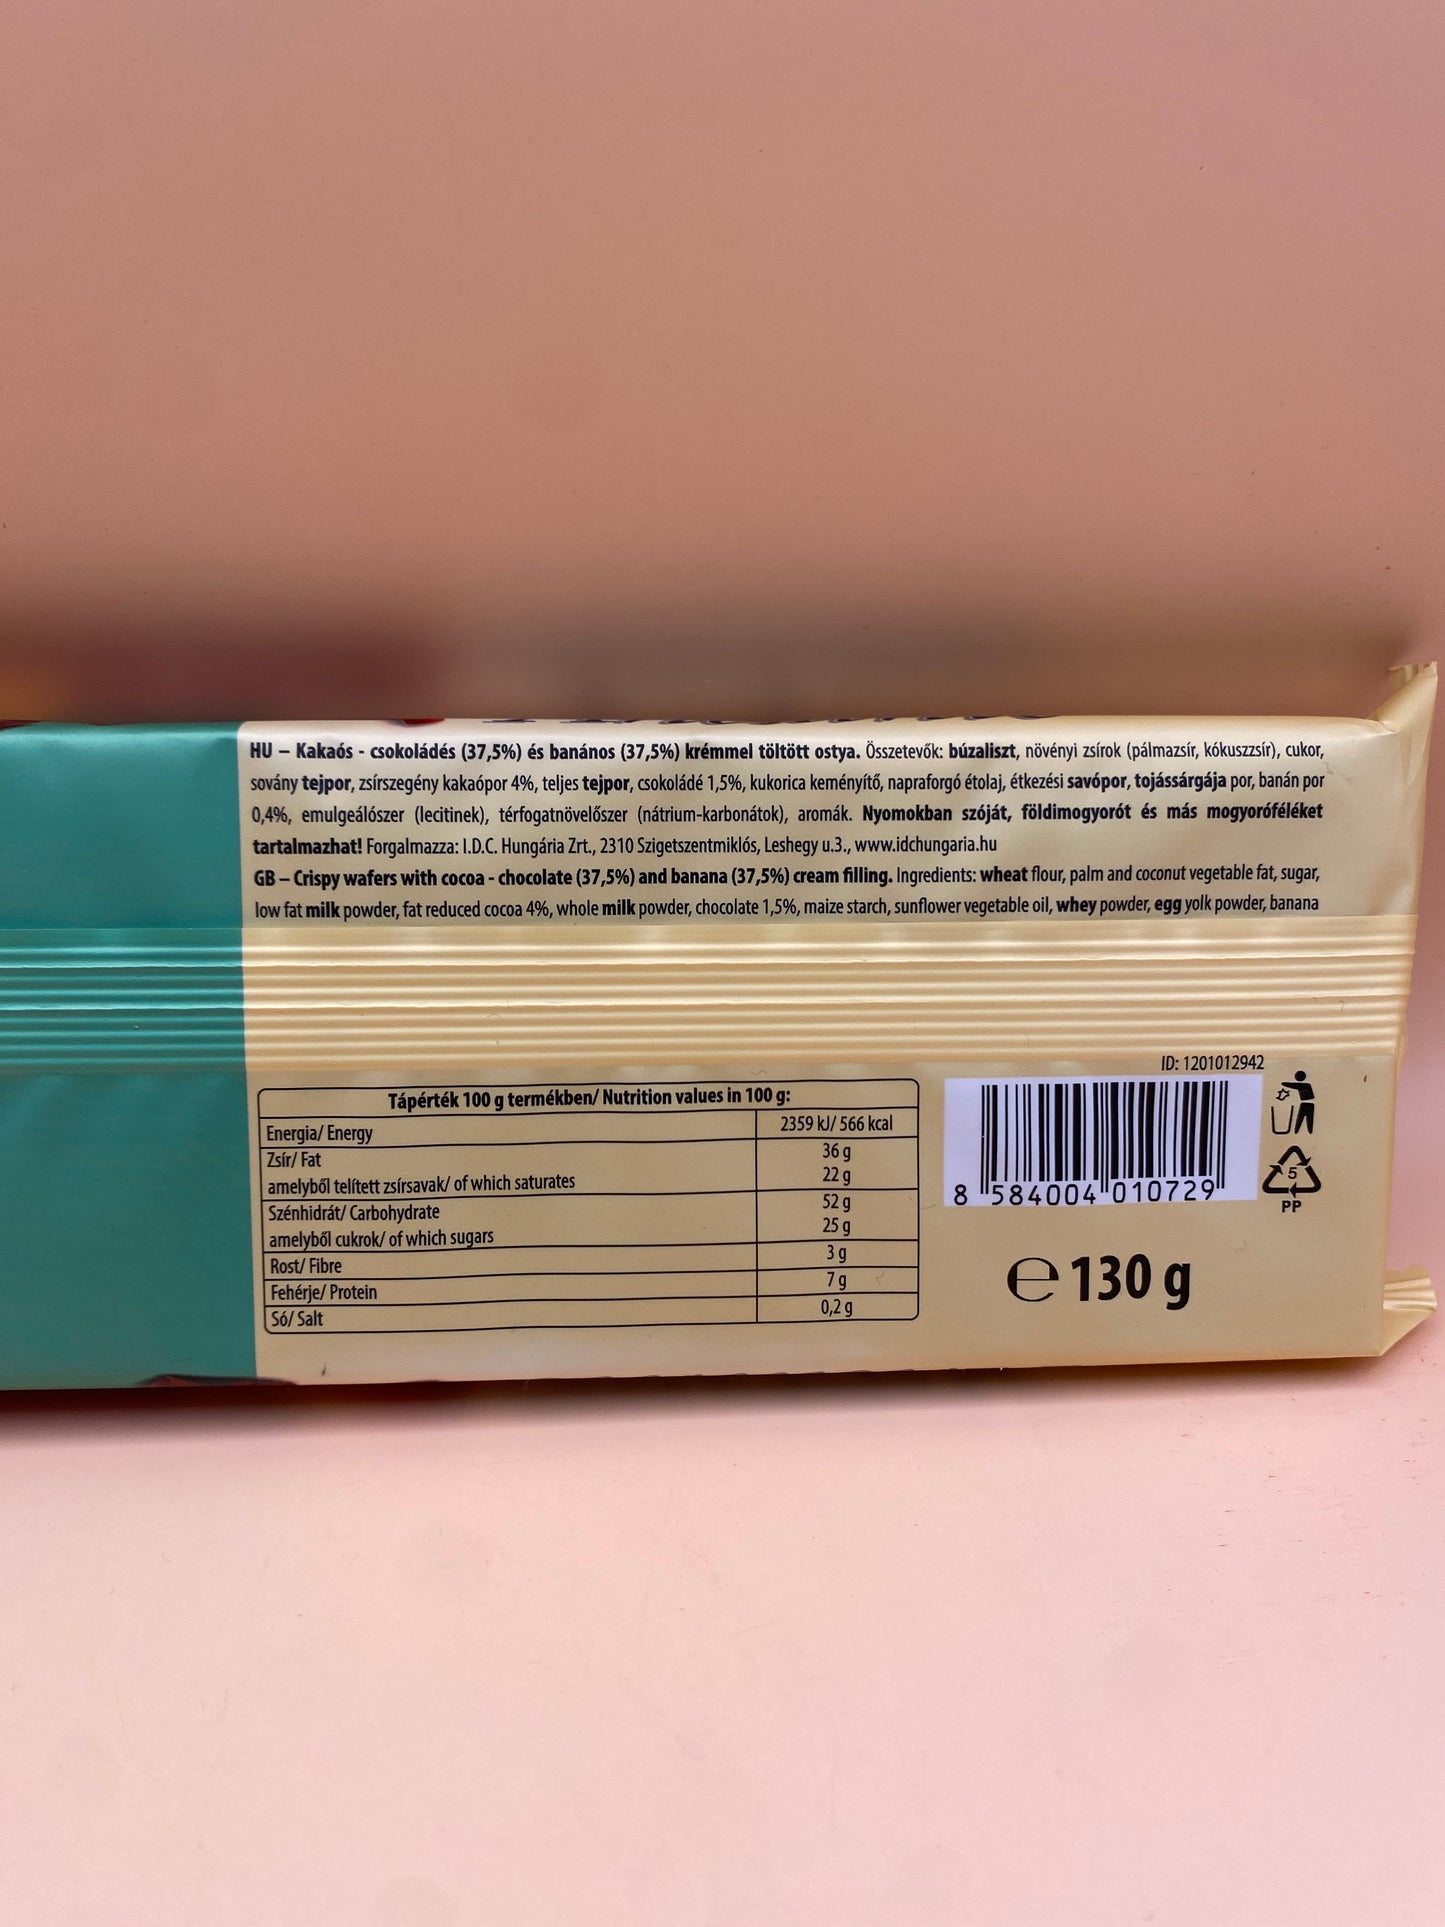 HU – Kakaós - csokoládés (37,5%) és banános (37,5%) krémmel töltött ostya. Összetevők: búzaliszt, növényi zsírok (pálmazsír, kókuszzsír), cukor,
sovány tejpor, zsírszegény kakaópor 4%, teljes tejpor, csokoládé 1,5%, kukorica keményítő, napraforgó étolaj, étkezési savópor, tojássárgája por, banán por
0,4%, emulgeálószer (lecitinek), térfogatnövelőszer (nátrium-karbonátok), aromák. Nyomokban szóját, földimogyorót és más mogyoróféléket
tartalmazhat! Forgalmazza: I.D.C. Hungária Zrt., 2310 Szigetszentmiklós, Leshegy u.3., www.idchungaria.hu
GB – Crispy wafers with cocoa - chocolate (37,5%) and banana (37,5%) cream filling. Ingredients: wheat flour, palm and coconut vegetable fat, sugar,
low fat milk powder, fat reduced cocoa 4%, whole milk powder, chocolate 1,5%, maize starch, sunflower vegetable oil, whey powder, egg yolk powder, banana
ID: 1201012942
Tápérték 100 g termékben/ Nutrition values in 100 g:
Energia/ Energy 2359 kJ/ 566 kcal
Zsír/ Fat 36 g
amelyből telített zsírsavak/ of which saturates 22 g
Szénhidrát/ Carbohydrate 52 g
amelyből cukrok/ of which sugars 25 g
Rost/ Fibre 3 g
Fehérje/ Protein 7 g
Só/ Salt 0,2 g
8 584004 010729
5
PP
℮ 130 g